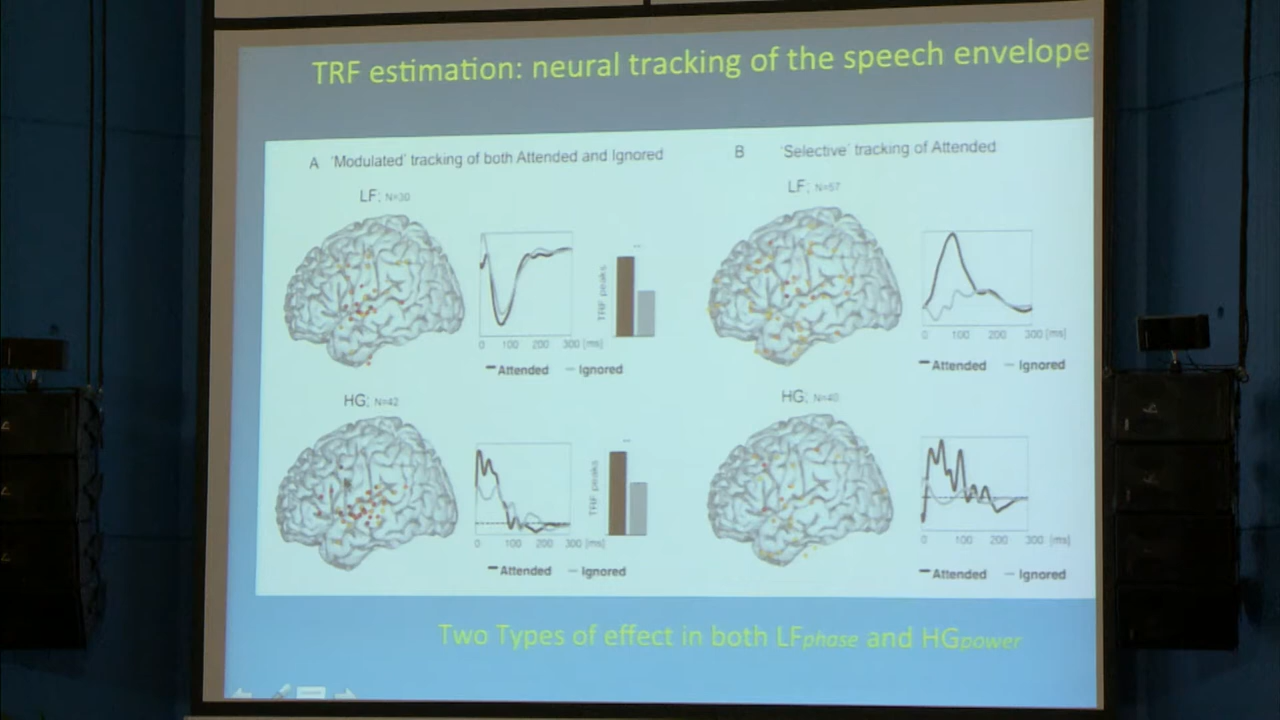 TRF estimation: neural tracking of the speech envelope
A 'Modulated' tracking of both Attended and Ignored
LF; N=30
TRF peaks
0 100 200 300 [ms]
Attended Ignored
HG; N=42
TRF peaks
0 100 200 300 [ms]
Attended Ignored
B 'Selective' tracking of Attended
LF; N=57
0 100 200 300 [ms]
Attended Ignored
HG; N=40
0 100 200 300 [ms]
Attended Ignored
Two Types of effect in both LFphase and HGpower